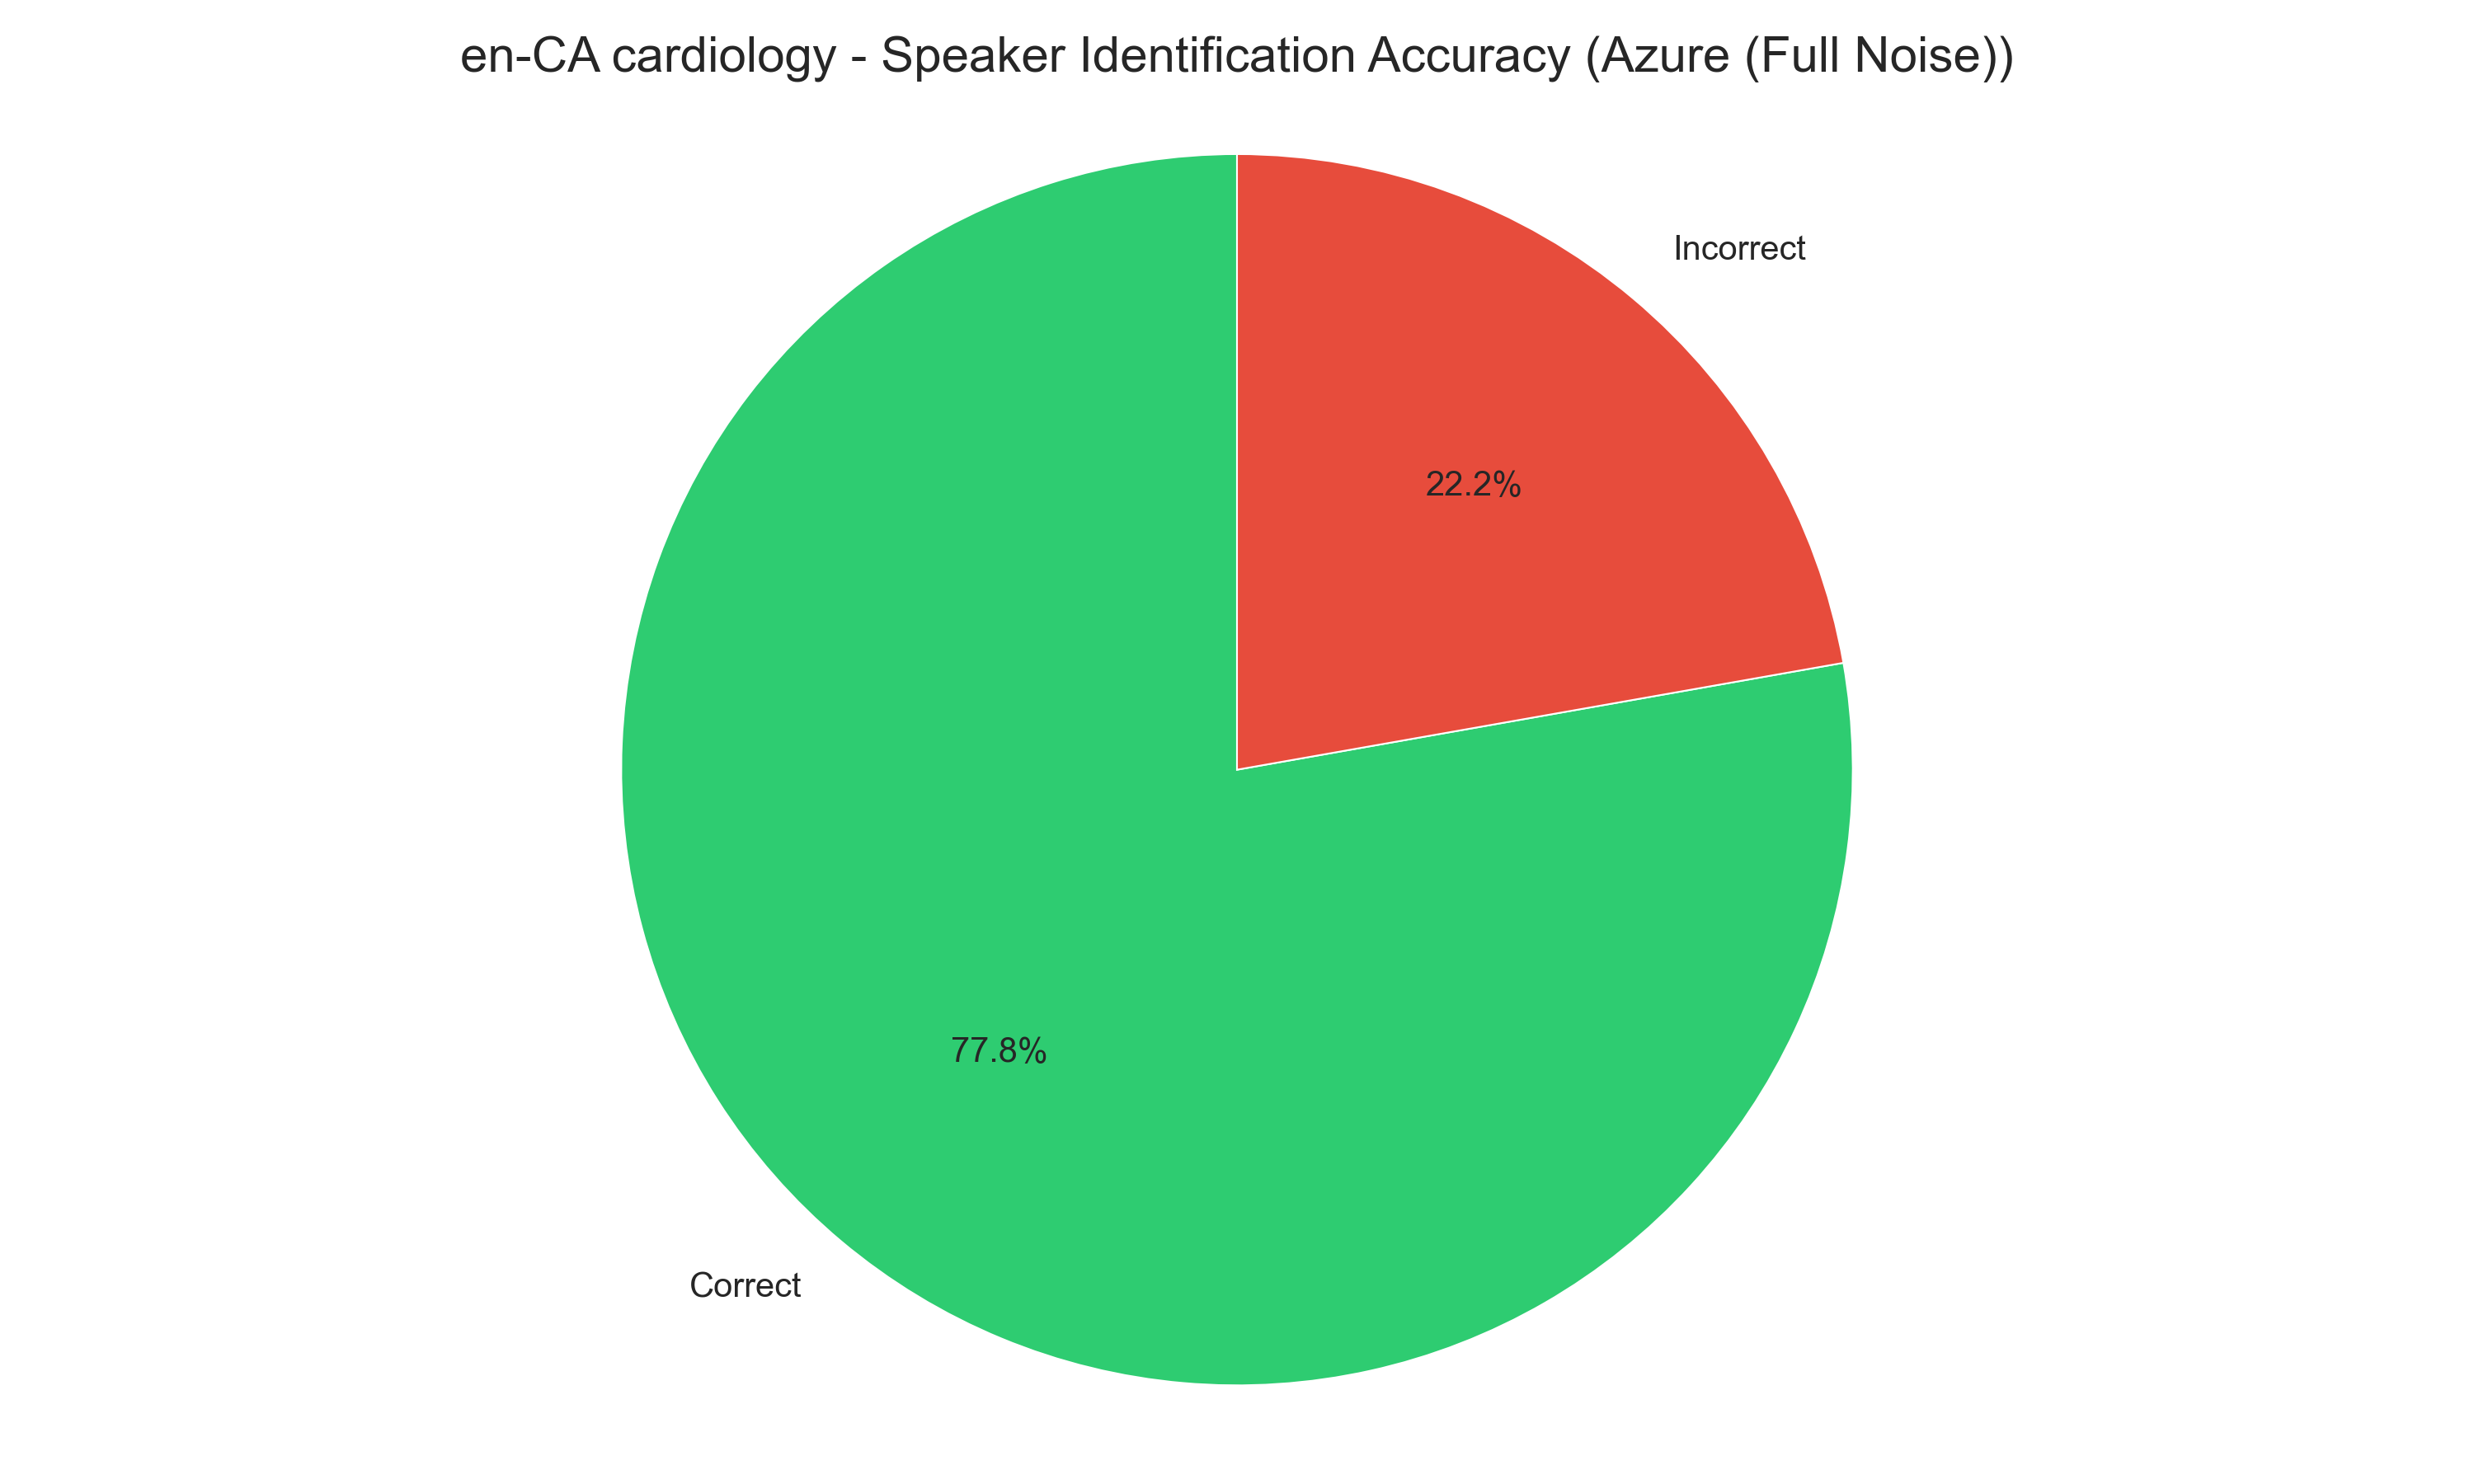 en-CA cardiology - Speaker Identification Accuracy (Azure (Full Noise))
Incorrect
22.2%
77.8%
Correct